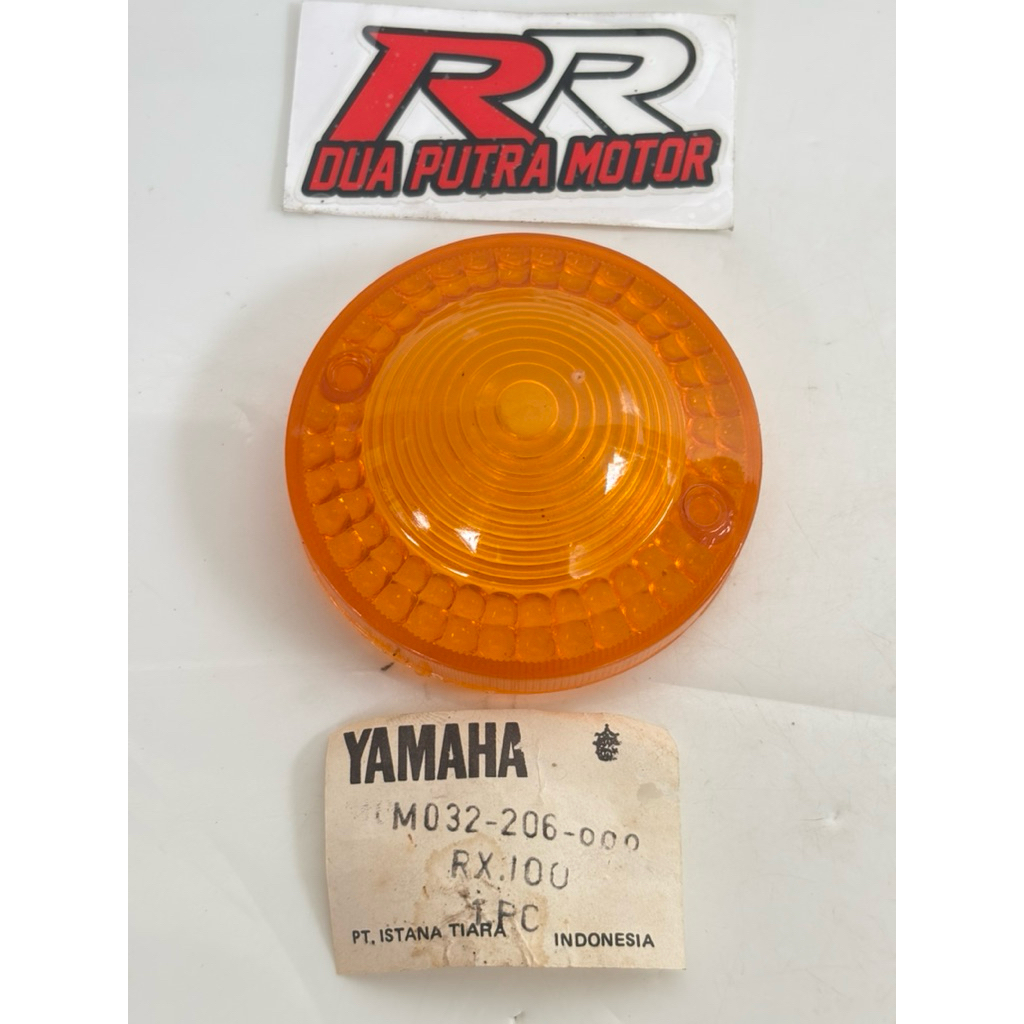 RR
DUA PUTRA MOTOR
YAMAHA
M032-206-000
RX.100
1.PC
PT. ISTANA TIARA INDONESIA